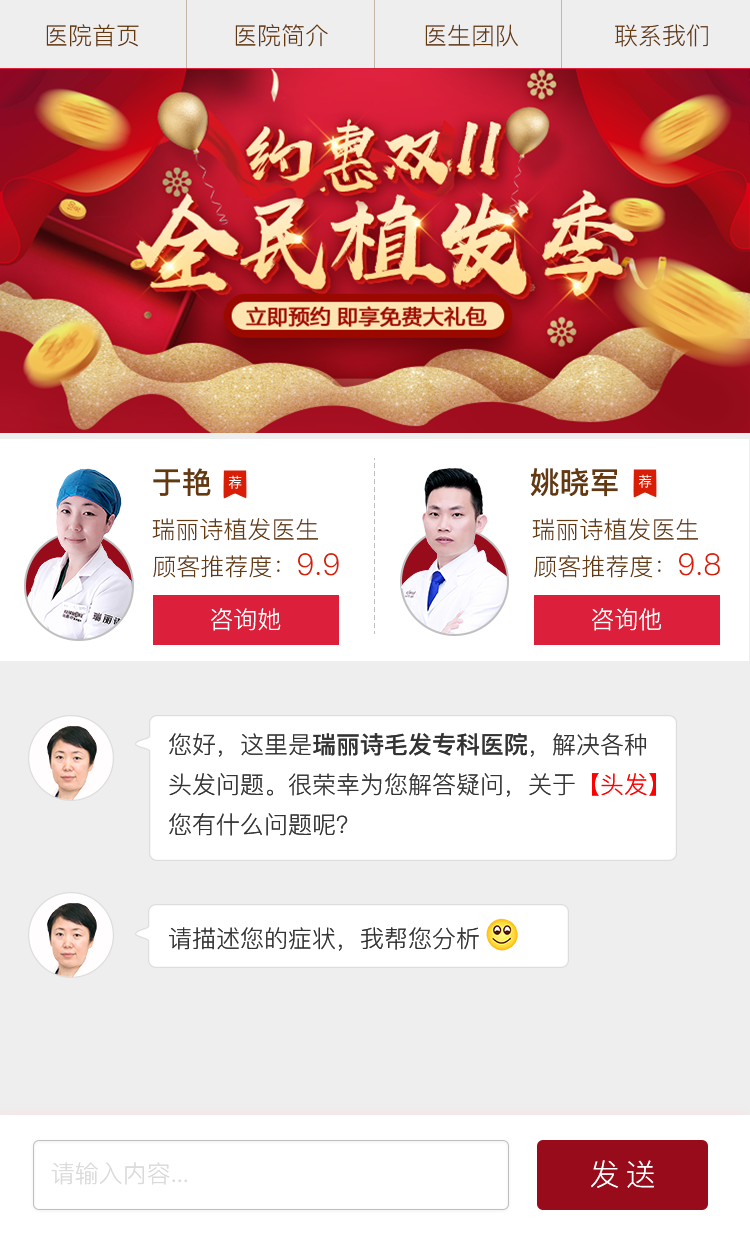 医院首页 医院简介 医生团队 联系我们
约惠双11
全民植发季
立即预约 即享免费大礼包
于艳 荐
瑞丽诗植发医生
顾客推荐度：9.9
咨询她
姚晓军 荐
瑞丽诗植发医生
顾客推荐度：9.8
咨询他
您好，这里是瑞丽诗毛发专科医院，解决各种
头发问题。很荣幸为您解答疑问，关于【头发】
您有什么问题呢？
请描述您的症状，我帮您分析
请输入内容...
发 送